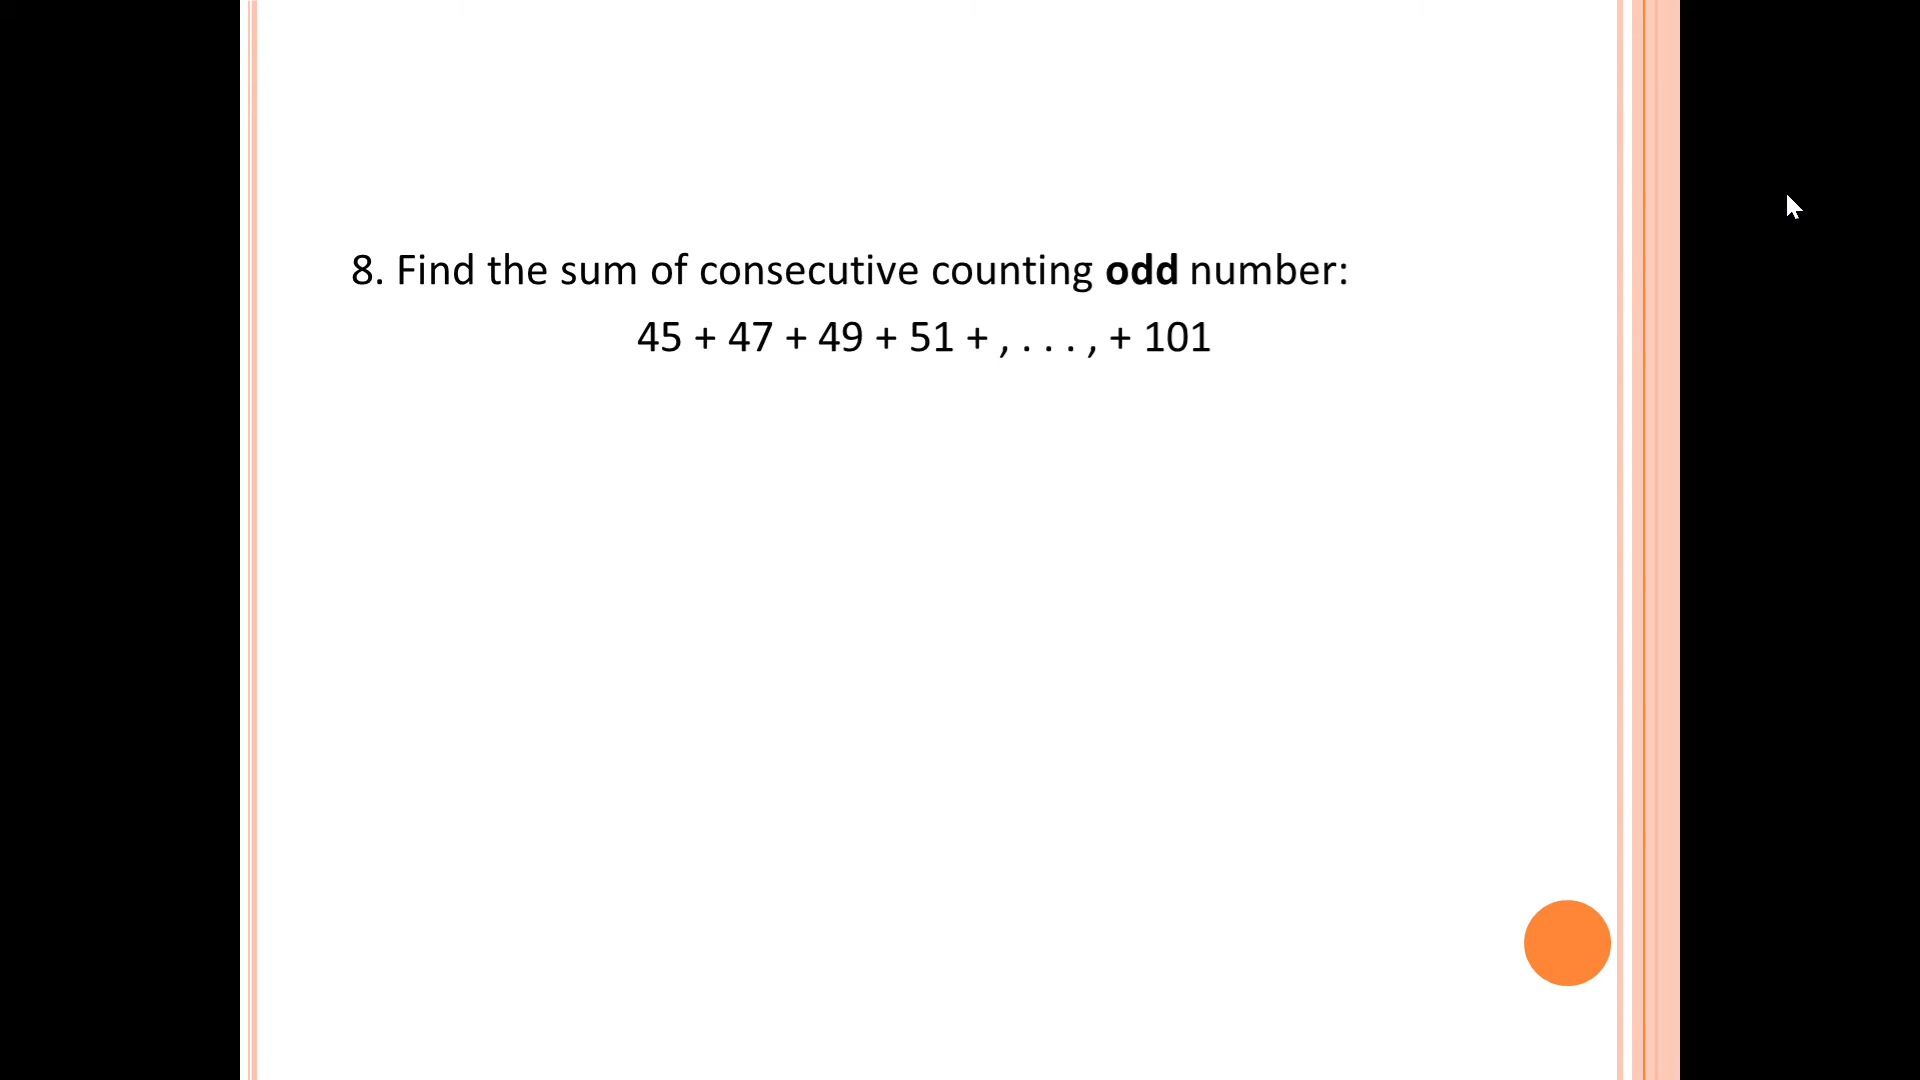 8. Find the sum of consecutive counting odd number:
45 + 47 + 49 + 51 + , . . . , + 101